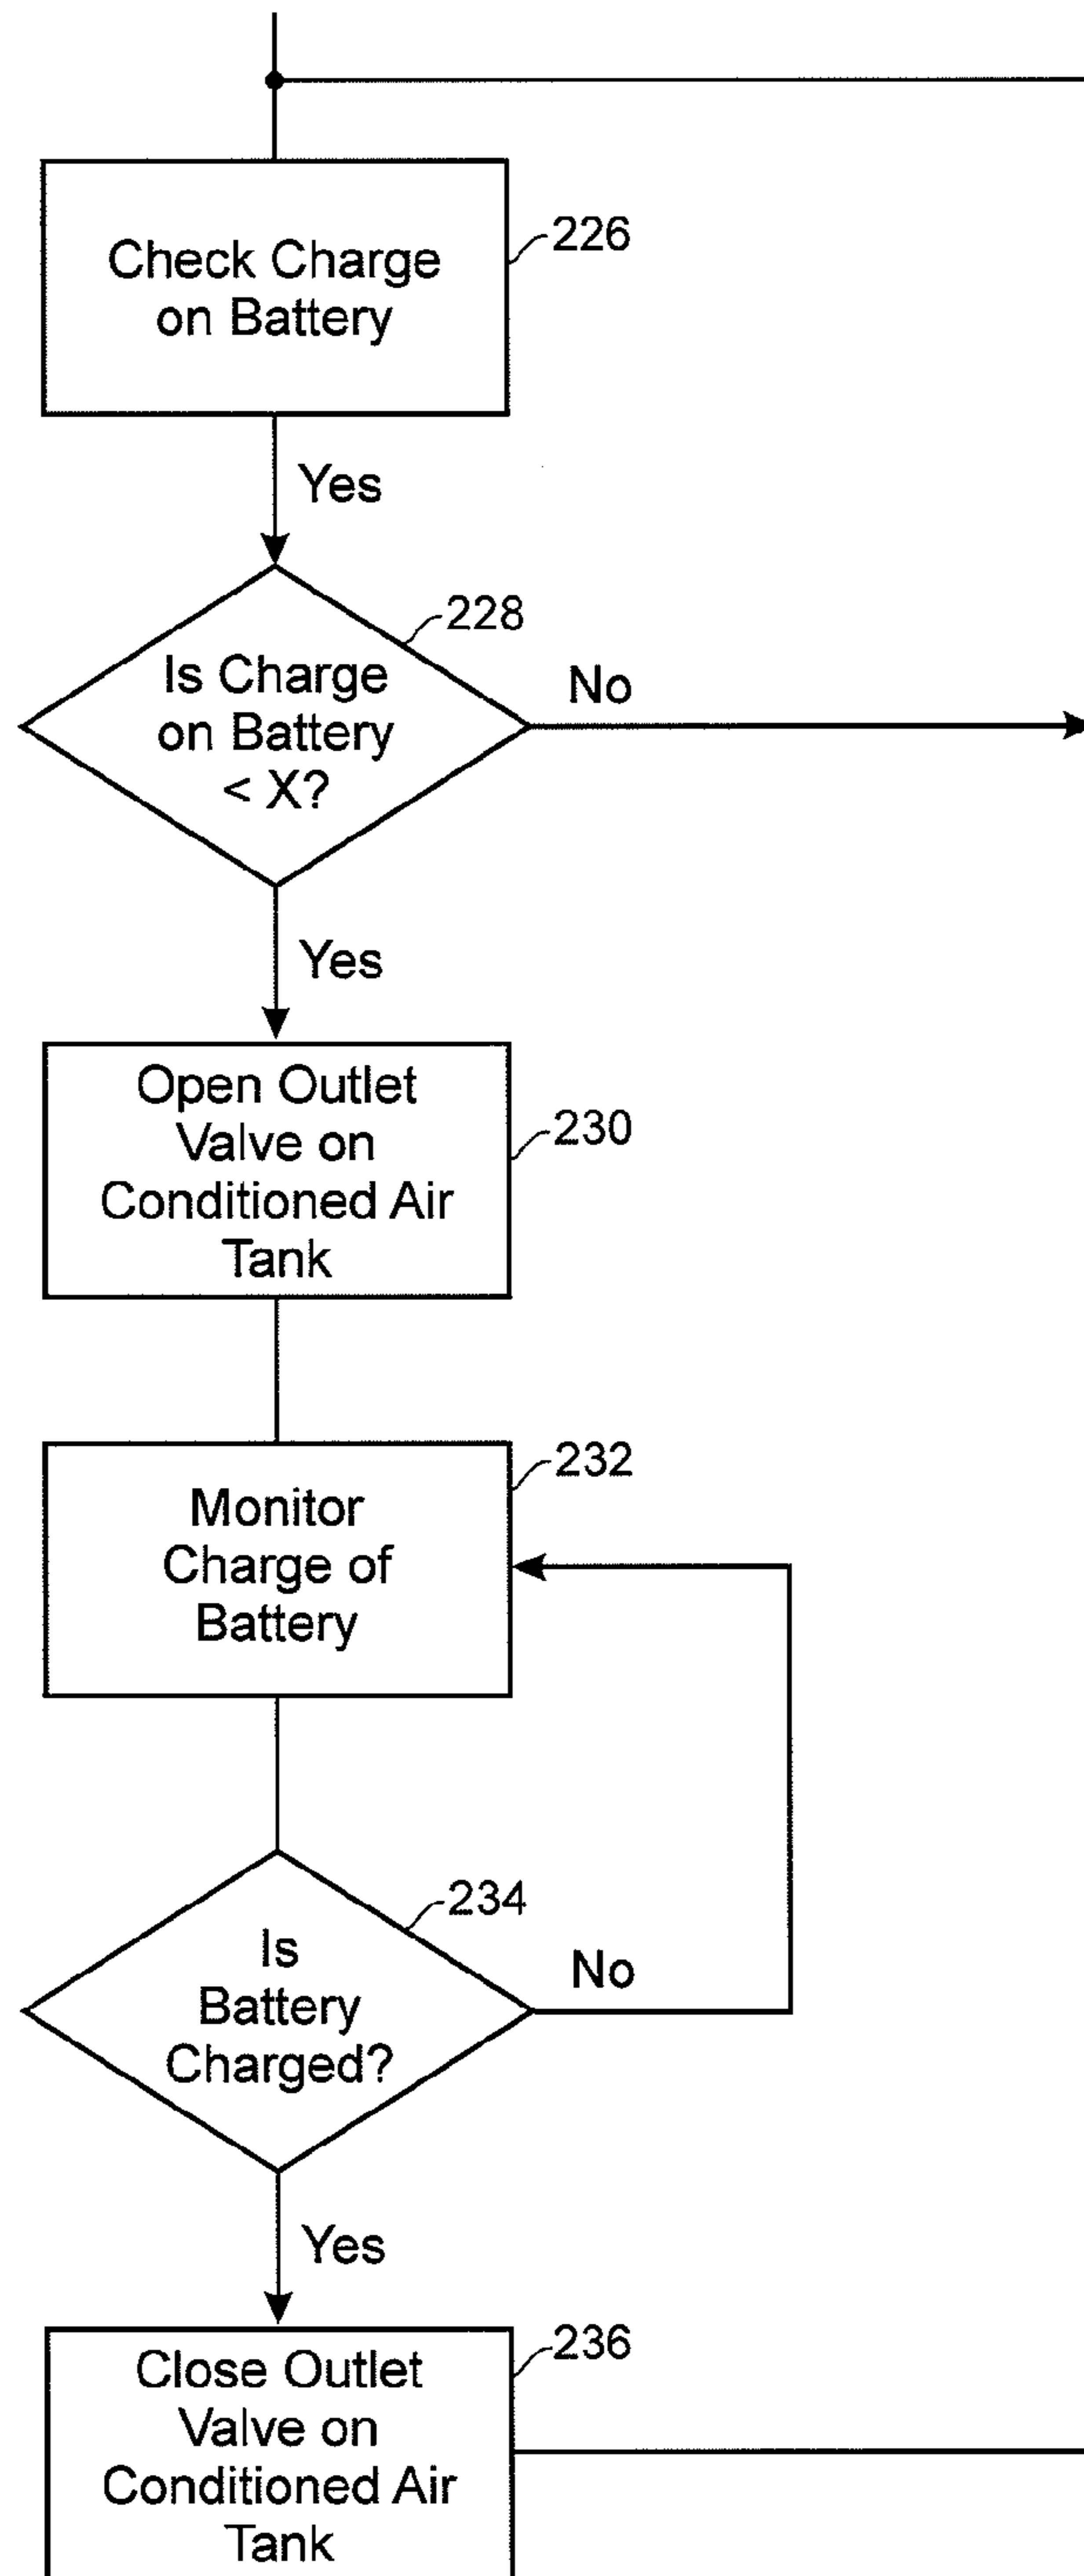 Check Charge
on Battery
226
Yes
228
Is Charge
on Battery
< X?
No
Yes
Open Outlet
Valve on
Conditioned Air
Tank
230
Monitor
Charge of
Battery
232
234
Is
Battery
Charged?
No
Yes
Close Outlet
Valve on
Conditioned Air
Tank
236